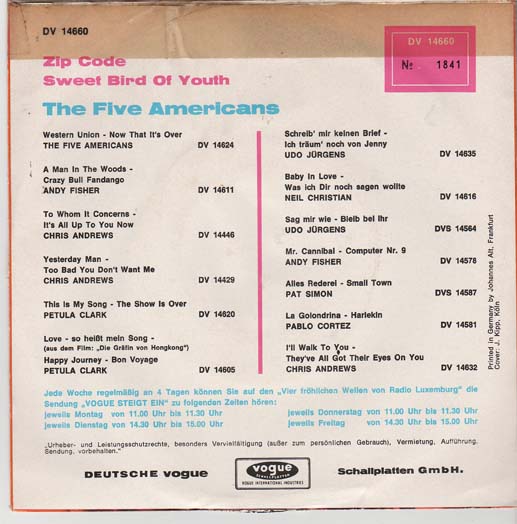 DV 14660
DV 14660
№ 1841
Zip Code
Sweet Bird Of Youth
The Five Americans
Western Union - Now That It's Over
THE FIVE AMERICANS DV 14624
A Man In The Woods -
Crazy Bull Fandango
ANDY FISHER DV 14611
To Whom It Concerns -
It's All Up To You Now
CHRIS ANDREWS DV 14446
Yesterday Man -
Too Bad You Don't Want Me
CHRIS ANDREWS DV 14429
This is My Song - The Show Is Over
PETULA CLARK DV 14620
Love - so heißt mein Song -
(aus dem Film: „Die Gräfin von Hongkong")
Happy Journey - Bon Voyage
PETULA CLARK DV 14605
Schreib' mir keinen Brief -
Ich träum' noch von Jenny
UDO JÜRGENS DV 14635
Baby In Love -
Was ich Dir noch sagen wollte
NEIL CHRISTIAN DV 14616
Sag mir wie - Bleib bei Ihr
UDO JÜRGENS DVS 14564
Mr. Cannibal - Computer Nr. 9
ANDY FISHER DV 14578
Alles Rederei - Small Town
PAT SIMON DVS 14587
La Golondrina - Harlekin
PABLO CORTEZ DV 14581
I'll Walk To You -
They've All Got Their Eyes On You
CHRIS ANDREWS DV 14632
Printed in Germany by Johannes Alt, Frankfurt
Cover: J. Kipp, Köln
Jede Woche regelmäßig an 4 Tagen können Sie auf den „Vier fröhlichen Wellen von Radio Luxemburg" die
Sendung „VOGUE STEIGT EIN" zu folgenden Zeiten hören:
jeweils Montag von 11.00 Uhr bis 11.30 Uhr
jeweils Dienstag von 14.30 Uhr bis 15.00 Uhr
jeweils Donnerstag von 11.00 Uhr bis 11.30 Uhr
jeweils Freitag von 14.30 Uhr bis 15.00 Uhr
„Urheber- und Leistungsschutzrechte, besonders Vervielfältigung (außer zum persönlichen Gebrauch), Vermietung, Aufführung,
Sendung, vorbehalten."
DEUTSCHE vogue
vogue
SCHALLPLATTEN
VOGUE INTERNATIONAL INDUSTRIES
Schallplatten GmbH.